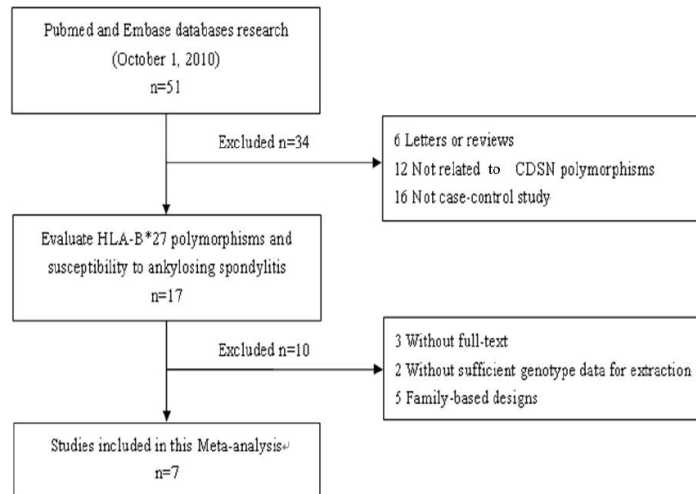 Pubmed and Embase databases research
(October 1, 2010)
n=51
Excluded n=34
6 Letters or reviews
12 Not related to CDSN polymorphisms
16 Not case-control study
Evaluate HLA-B*27 polymorphisms and
susceptibility to ankylosing spondylitis
n=17
Excluded n=10
3 Without full-text
2 Without sufficient genotype data for extraction
5 Family-based designs
Studies included in this Meta-analysis↵
n=7